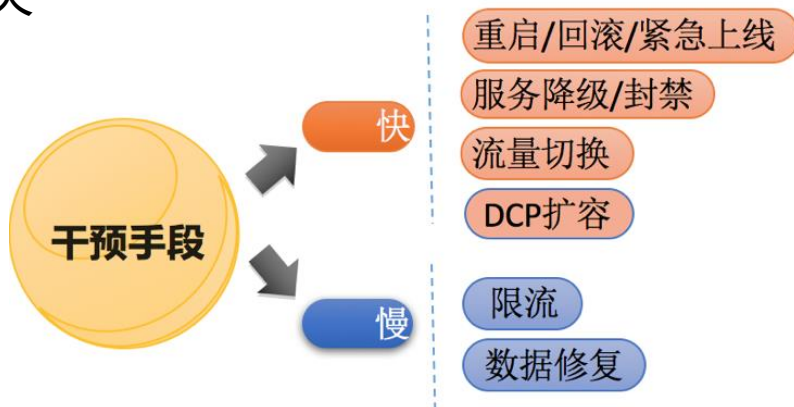 干预手段
快
重启/回滚/紧急上线
服务降级/封禁
流量切换
DCP扩容
慢
限流
数据修复